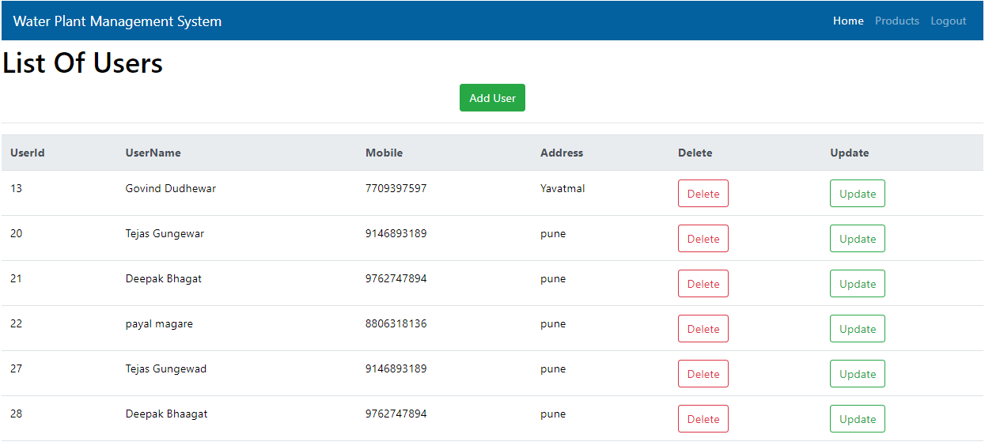 Water Plant Management System Home Products Logout
List Of Users
Add User
UserId UserName Mobile Address Delete Update
13 Govind Dudhewar 7709397597 Yavatmal Delete Update
20 Tejas Gungewar 9146893189 pune Delete Update
21 Deepak Bhagat 9762747894 pune Delete Update
22 payal magare 8806318136 pune Delete Update
27 Tejas Gungewad 9146893189 pune Delete Update
28 Deepak Bhaagat 9762747894 pune Delete Update